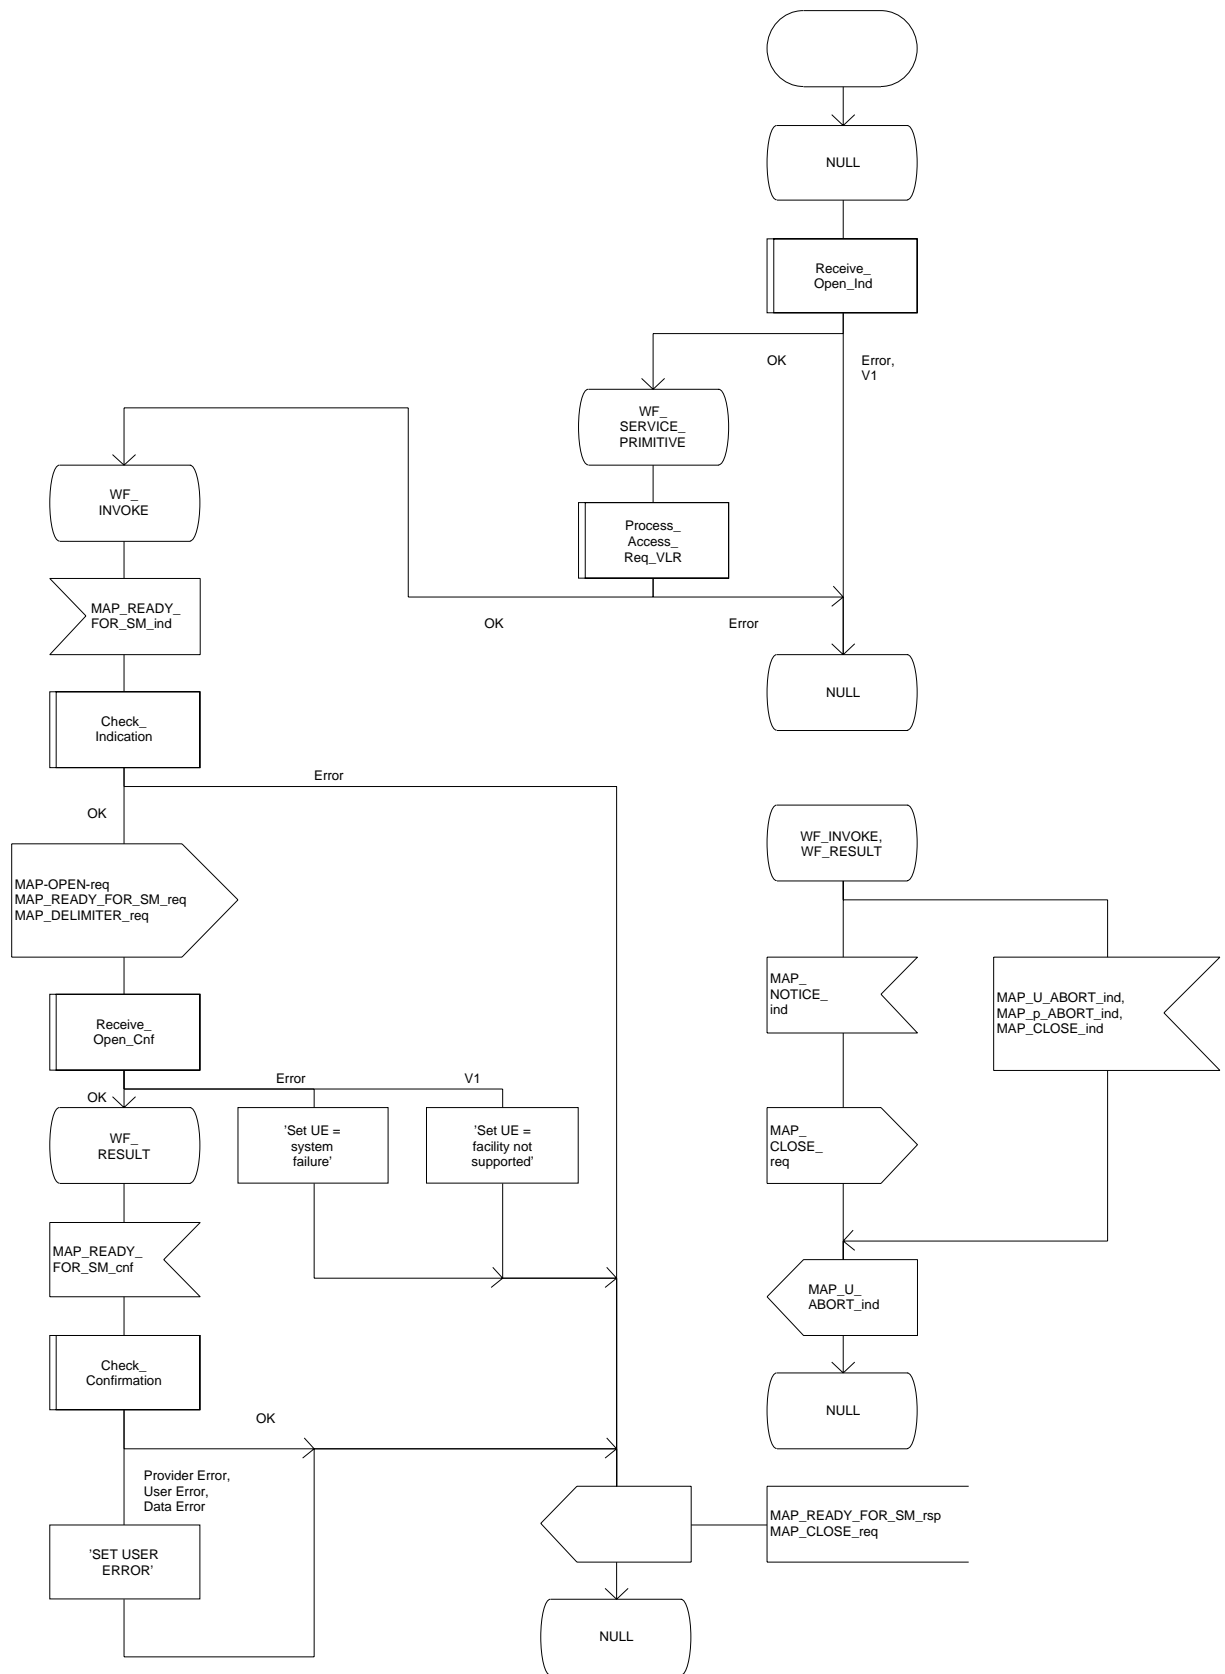 NULL
Receive_
Open_Ind
OK
Error,
V1
WF_
SERVICE_
PRIMITIVE
WF_
INVOKE
Process_
Access_
Req_VLR
MAP_READY_
FOR_SM_ind
OK
Error
NULL
Check_
Indication
Error
OK
WF_INVOKE,
WF_RESULT
MAP-OPEN-req
MAP_READY_FOR_SM_req
MAP_DELIMITER_req
MAP_
NOTICE_
ind
MAP_U_ABORT_ind,
MAP_p_ABORT_ind,
MAP_CLOSE_ind
Receive_
Open_Cnf
Error
V1
OK
WF_
RESULT
'Set UE =
system
failure'
'Set UE =
facility not
supported'
MAP_
CLOSE_
req
MAP_READY_
FOR_SM_cnf
MAP_U_
ABORT_ind
Check_
Confirmation
NULL
OK
Provider Error,
User Error,
Data Error
MAP_READY_FOR_SM_rsp
MAP_CLOSE_req
'SET USER
ERROR'
NULL